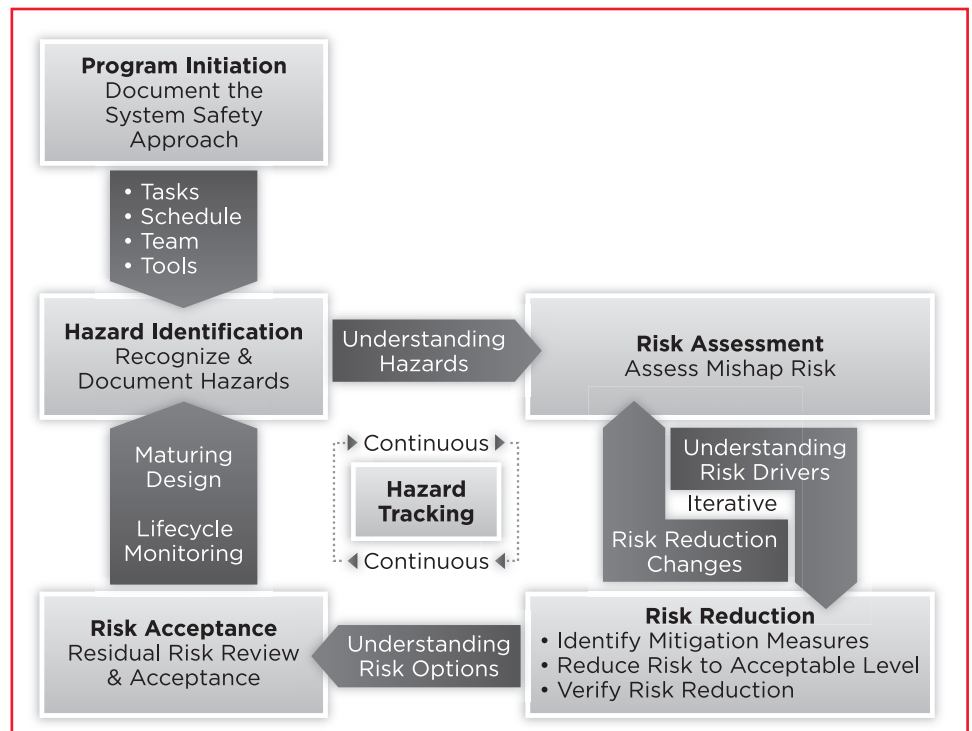 Program Initiation
Document the
System Safety
Approach
• Tasks
• Schedule
• Team
• Tools
Hazard Identification
Recognize &
Document Hazards
Understanding
Hazards
Risk Assessment
Assess Mishap Risk
Maturing
Design
Lifecycle
Monitoring
Continuous
Hazard
Tracking
Continuous
Understanding
Risk Drivers
Iterative
Risk Reduction
Changes
Risk Acceptance
Residual Risk Review
& Acceptance
Understanding
Risk Options
Risk Reduction
• Identify Mitigation Measures
• Reduce Risk to Acceptable Level
• Verify Risk Reduction